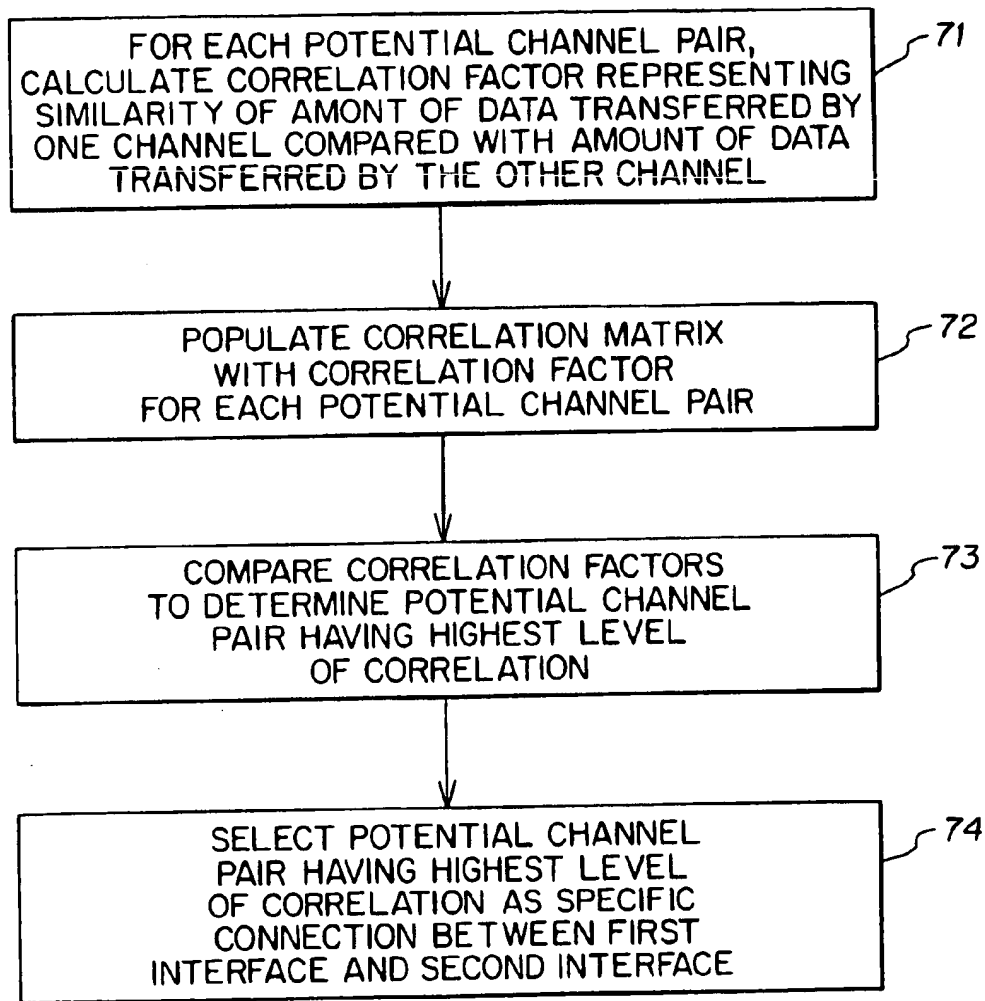 FOR EACH POTENTIAL CHANNEL PAIR,
CALCULATE CORRELATION FACTOR REPRESENTING
SIMILARITY OF AMONT OF DATA TRANSFERRED BY
ONE CHANNEL COMPARED WITH AMOUNT OF DATA
TRANSFERRED BY THE OTHER CHANNEL
71
POPULATE CORRELATION MATRIX
WITH CORRELATION FACTOR
FOR EACH POTENTIAL CHANNEL PAIR
72
COMPARE CORRELATION FACTORS
TO DETERMINE POTENTIAL CHANNEL
PAIR HAVING HIGHEST LEVEL
OF CORRELATION
73
SELECT POTENTIAL CHANNEL
PAIR HAVING HIGHEST LEVEL
OF CORRELATION AS SPECIFIC
CONNECTION BETWEEN FIRST
INTERFACE AND SECOND INTERFACE
74